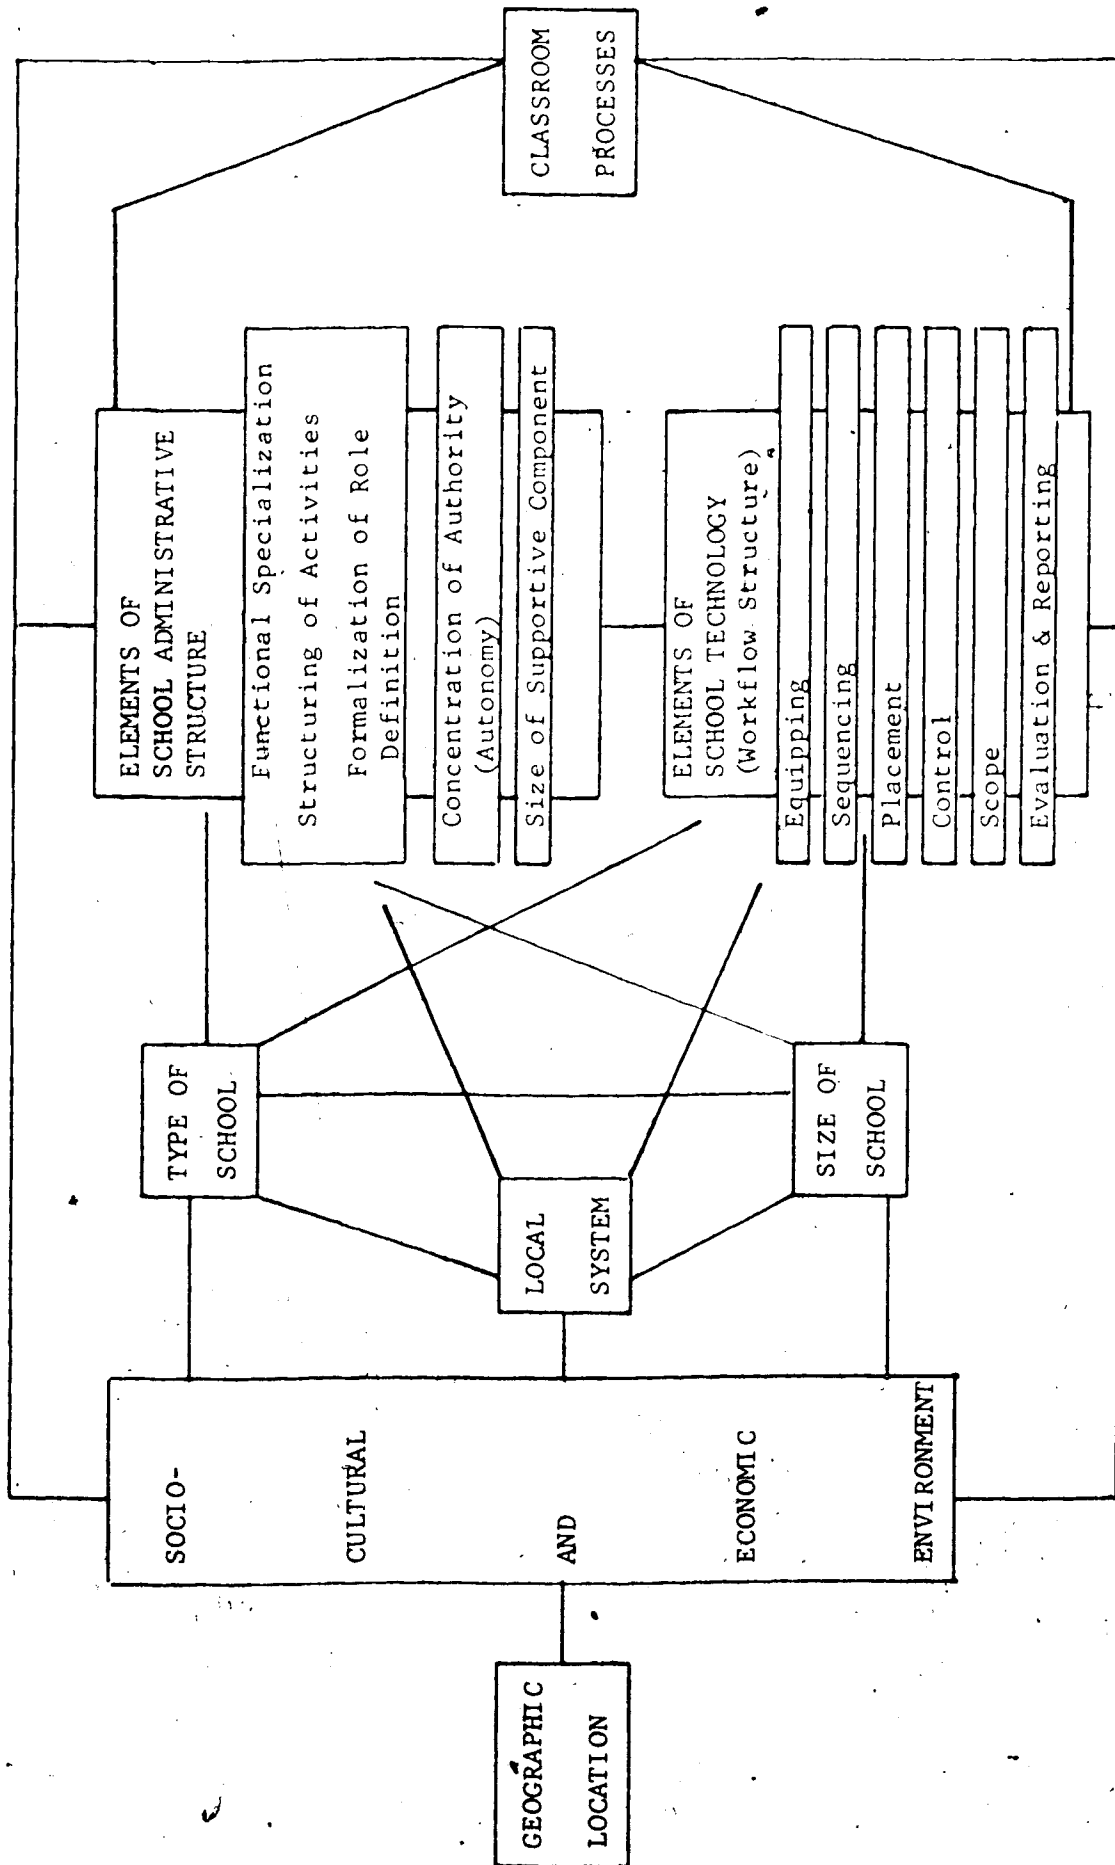 GEOGRAPHIC
LOCATION
SOCIO-
CULTURAL
AND
ECONOMIC
ENVIRONMENT
TYPE OF
SCHOOL
LOCAL
SYSTEM
SIZE OF
SCHOOL
ELEMENTS OF
SCHOOL ADMINISTRATIVE
STRUCTURE
Functional Specialization
Structuring of Activities
Formalization of Role
Definition
Concentration of Authority
(Autonomy)
Size of Supportive Component
ELEMENTS OF
SCHOOL TECHNOLOGY
(Workflow Structure)
Equipping
Sequencing
Placement
Control
Scope
Evaluation & Reporting
CLASSROOM
PROCESSES